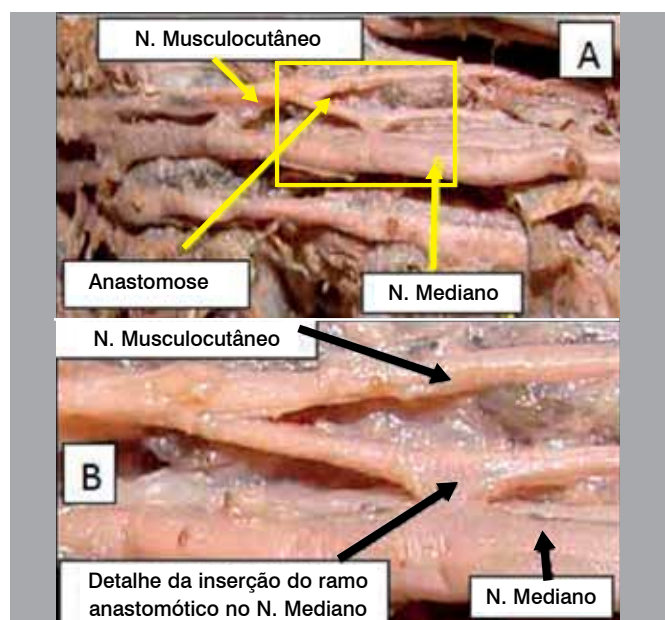 N. Musculocutâneo
A
Anastomose
N. Mediano
N. Musculocutâneo
B
Detalhe da inserção do ramo
anastomótico no N. Mediano
N. Mediano